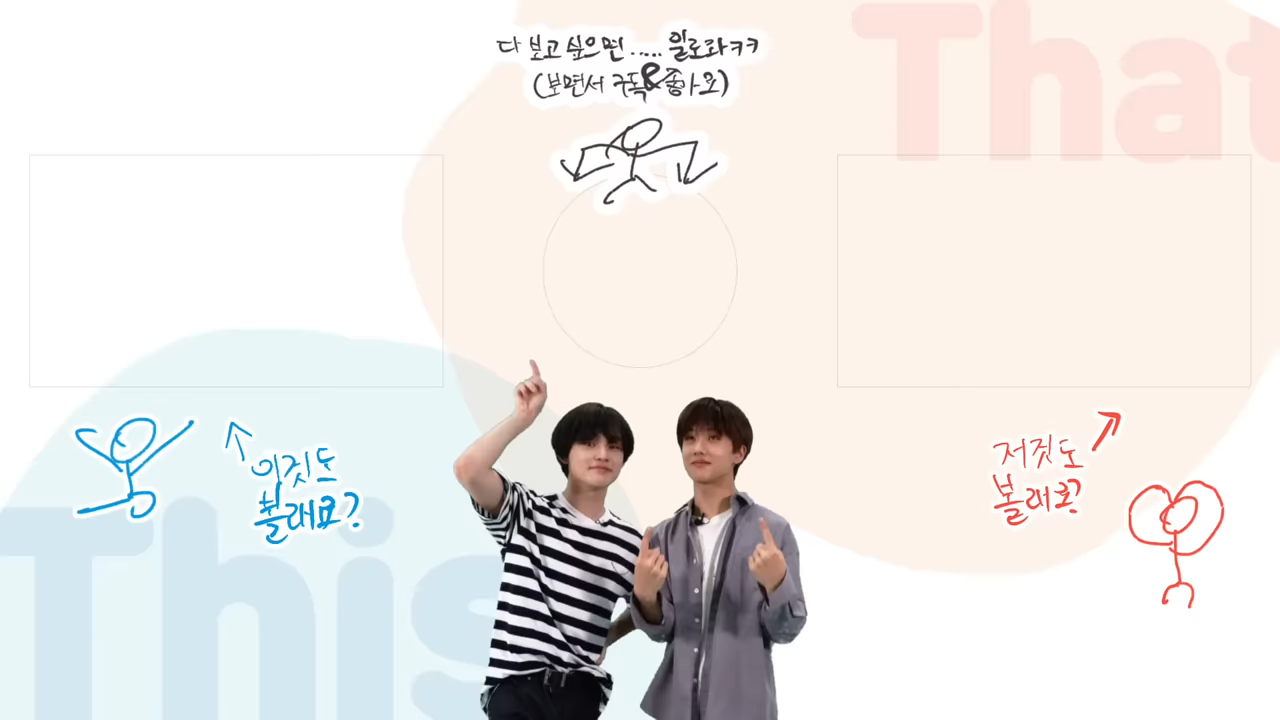 다 보고 싶으면..... 일로와ㅋㅋ
(보면서 구독&좋아요)
That
이것도
볼래요?
저것도
볼래요?
This